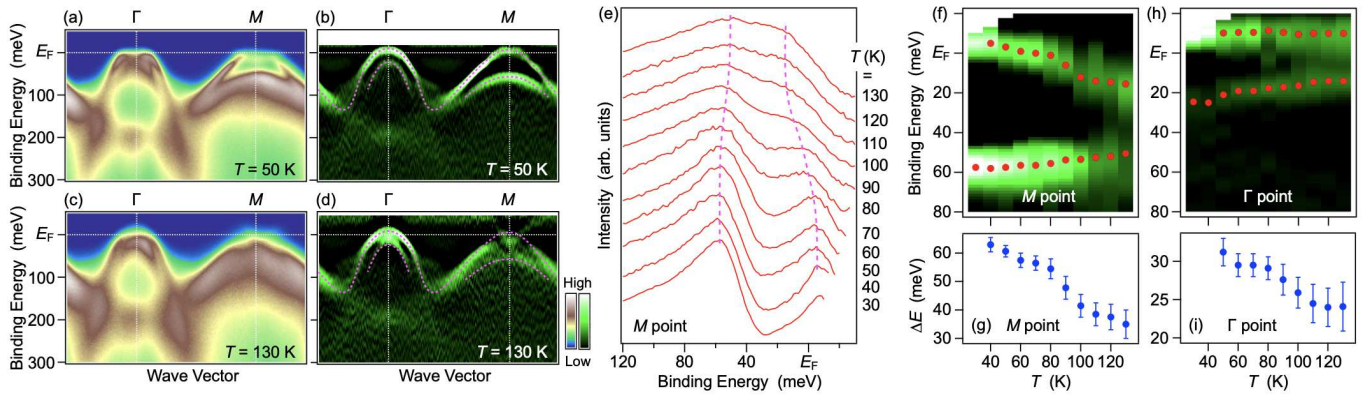 (a) Γ M
Binding Energy (meV)
E_F
100
200
300
T = 50 K
(b) Γ M
T = 50 K
(c)
Binding Energy (meV)
E_F
100
200
300
T = 130 K
Wave Vector
(d)
T = 130 K
Wave Vector
High
Low
(e)
Intensity (arb. units)
T (K)
=
130
120
110
100
90
80
70
60
50
40
30
M point
120 80 40 E_F
Binding Energy (meV)
(f)
Binding Energy (meV)
E_F
20
40
60
80
M point
(h)
E_F
20
40
60
80
Γ point
ΔE (meV)
60
50
40
30
(g) M point
40 60 80 100 120
T (K)
30
25
20
(i) Γ point
40 60 80 100 120
T (K)